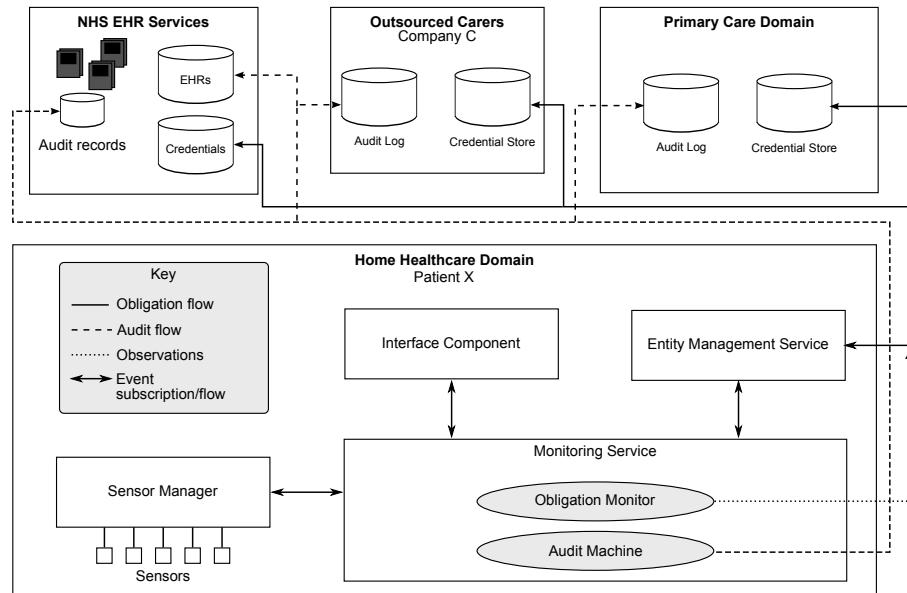 NHS EHR Services
EHRs
Audit records
Credentials
Outsourced Carers
Company C
Audit Log
Credential Store
Primary Care Domain
Audit Log
Credential Store
Home Healthcare Domain
Patient X
Key
Obligation flow
Audit flow
Observations
Event
subscription/flow
Interface Component
Entity Management Service
Monitoring Service
Sensor Manager
Obligation Monitor
Audit Machine
Sensors